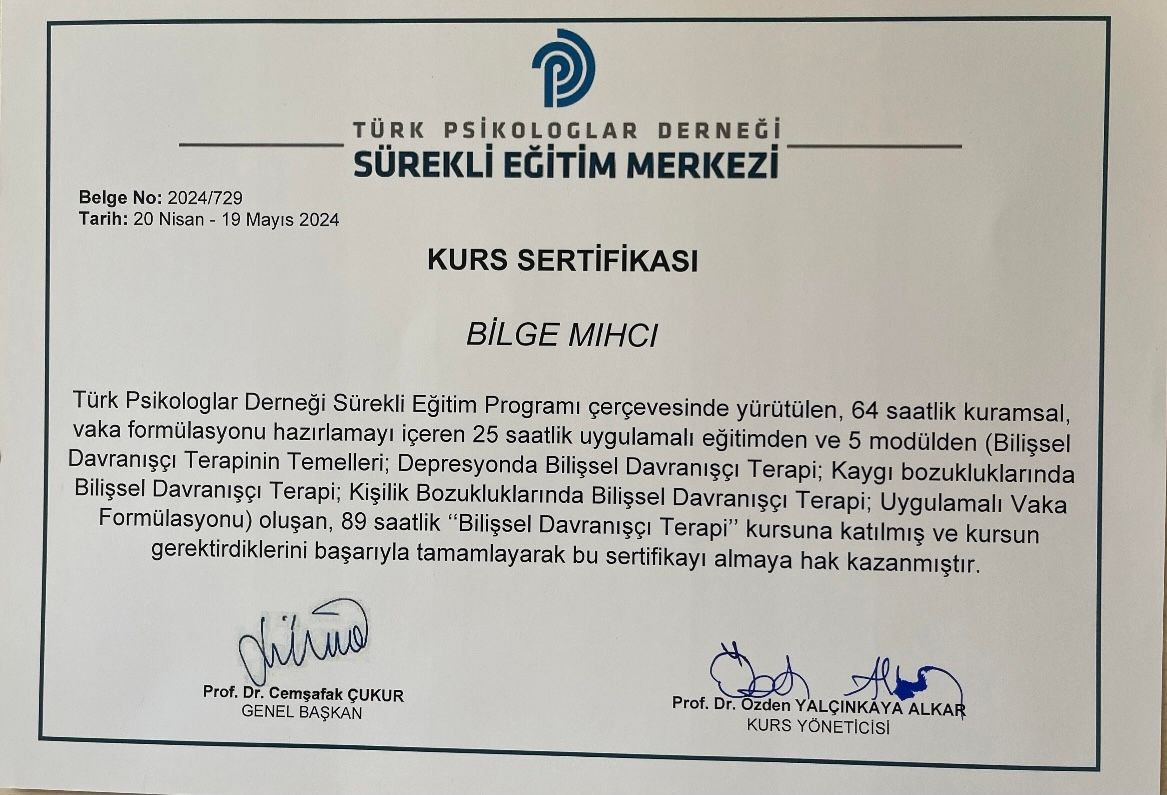 TÜRK PSİKOLOGLAR DERNEĞİ
SÜREKLİ EĞİTİM MERKEZİ
Belge No: 2024/729
Tarih: 20 Nisan - 19 Mayıs 2024
KURS SERTİFİKASI
BİLGE MIHCI
Türk Psikologlar Derneği Sürekli Eğitim Programı çerçevesinde yürütülen, 64 saatlik kuramsal,
vaka formülasyonu hazırlamayı içeren 25 saatlik uygulamalı eğitimden ve 5 modülden (Bilişsel
Davranışçı Terapinin Temelleri; Depresyonda Bilişsel Davranışçı Terapi; Kaygı bozukluklarında
Bilişsel Davranışçı Terapi; Kişilik Bozukluklarında Bilişsel Davranışçı Terapi; Uygulamalı Vaka
Formülasyonu) oluşan, 89 saatlik “Bilişsel Davranışçı Terapi” kursuna katılmış ve kursun
gerektirdiklerini başarıyla tamamlayarak bu sertifikayı almaya hak kazanmıştır.
Prof. Dr. Cemşafak ÇUKUR
GENEL BAŞKAN
Prof. Dr. Özden YALÇINKAYA ALKAR
KURS YÖNETİCİSİ